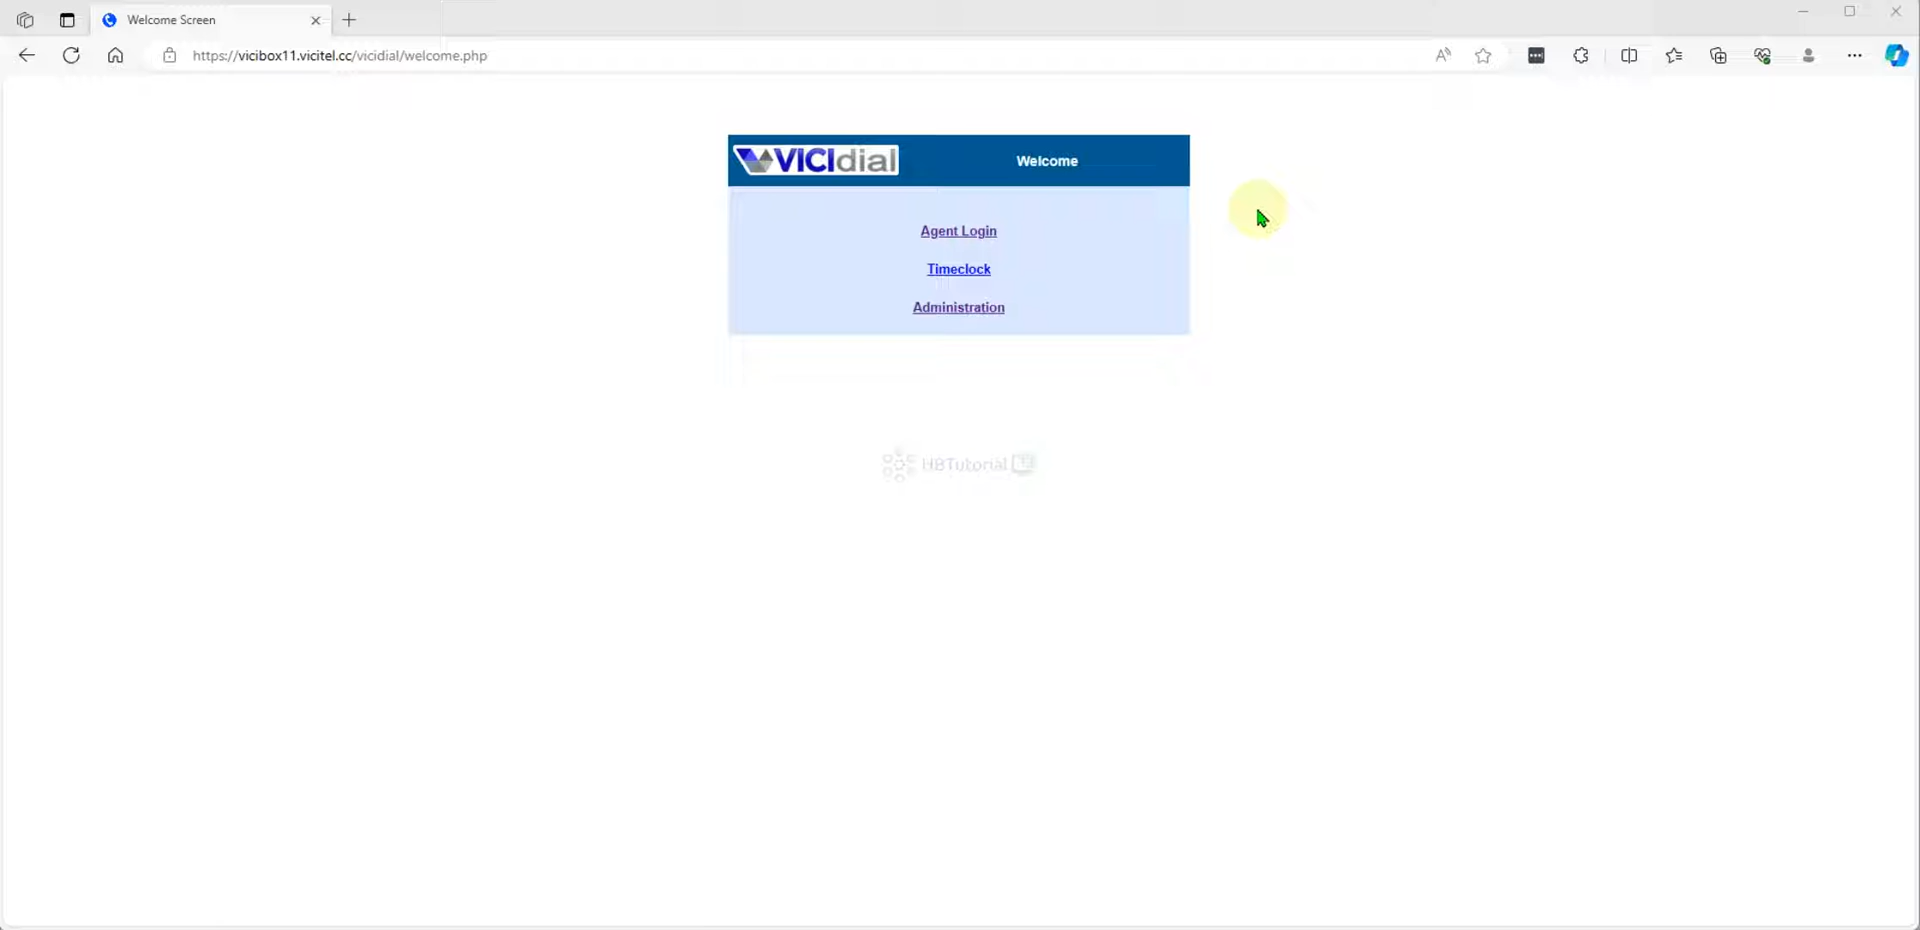 Welcome Screen
https://vicibox11.vicitel.cc/vicidial/welcome.php
VICIdial
Welcome
Agent Login
Timeclock
Administration
HBTutorial